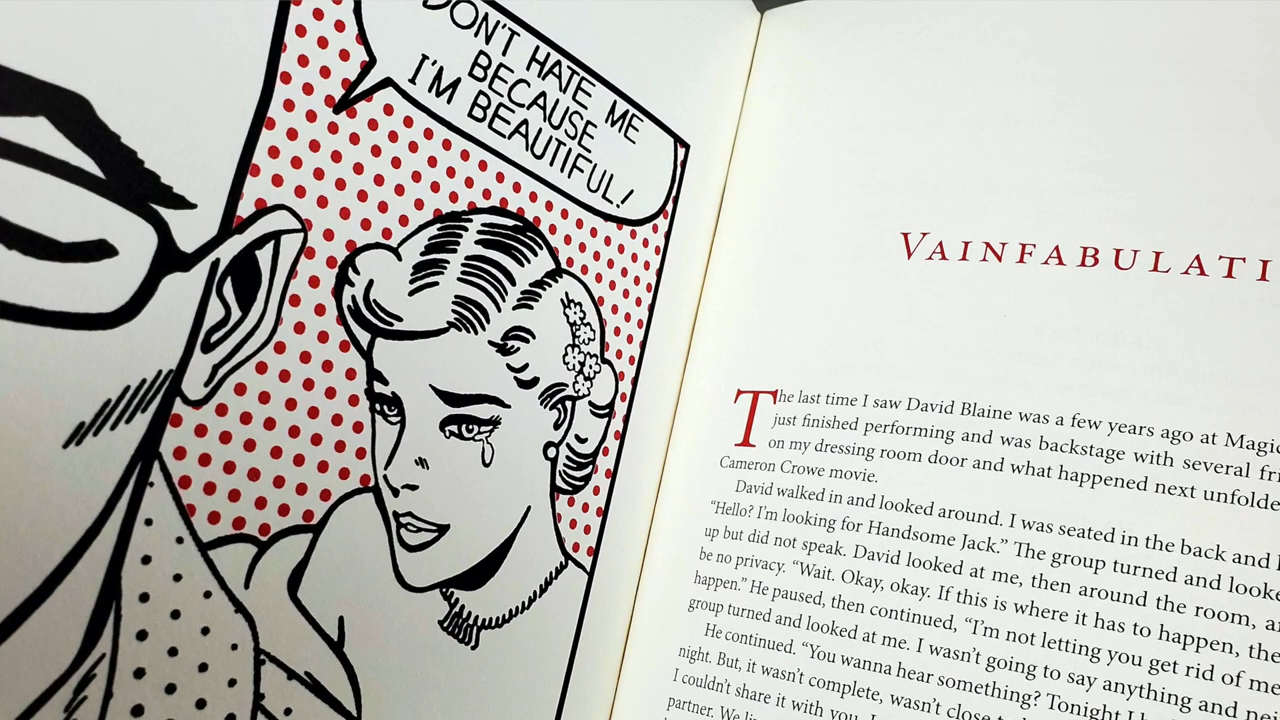 DON'T HATE ME
BECAUSE
I'M BEAUTIFUL!
VAINFABULATI
The last time I saw David Blaine was a few years ago at Magic
just finished performing and was backstage with several fri
on my dressing room door and what happened next unfolde
Cameron Crowe movie.
David walked in and looked around. I was seated in the back and
“Hello? I'm looking for Handsome Jack.” The group turned and looke
up but did not speak. David looked at me, then around the room, a
be no privacy. “Wait. Okay, okay. If this is where it has to happen, the
happen.” He paused, then continued, “I'm not letting you get rid of me
group turned and looked at me. I wasn't going to say anything and nei
He continued. “You wanna hear something? Tonight I
night. But, it wasn't complete, wasn't close to
I couldn't share it with you.
partner. We